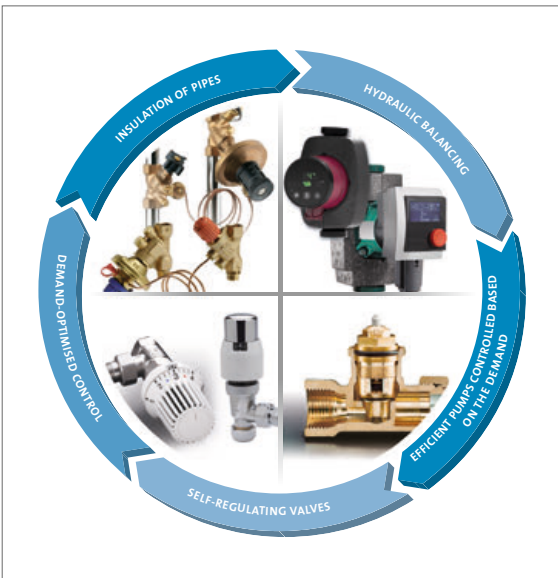 INSULATION OF PIPES
HYDRAULIC BALANCING
EFFICIENT PUMPS CONTROLLED BASED
ON THE DEMAND
SELF-REGULATING VALVES
DEMAND-OPTIMISED CONTROL